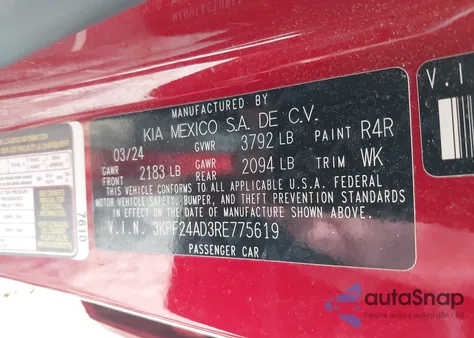 MANUFACTURED BY
KIA MEXICO S.A. DE C.V.
03/24 GVWR 3792 LB PAINT R4R
GAWR FRONT 2183 LB GAWR REAR 2094 LB TRIM WK
THIS VEHICLE CONFORMS TO ALL APPLICABLE U.S.A. FEDERAL
MOTOR VEHICLE SAFETY, BUMPER, AND THEFT PREVENTION STANDARDS
IN EFFECT ON THE DATE OF MANUFACTURE SHOWN ABOVE.
V.I.N. 3KPF24AD3RE775619
PASSENGER CAR
V.I
7610
INFORMATION
autoSnap